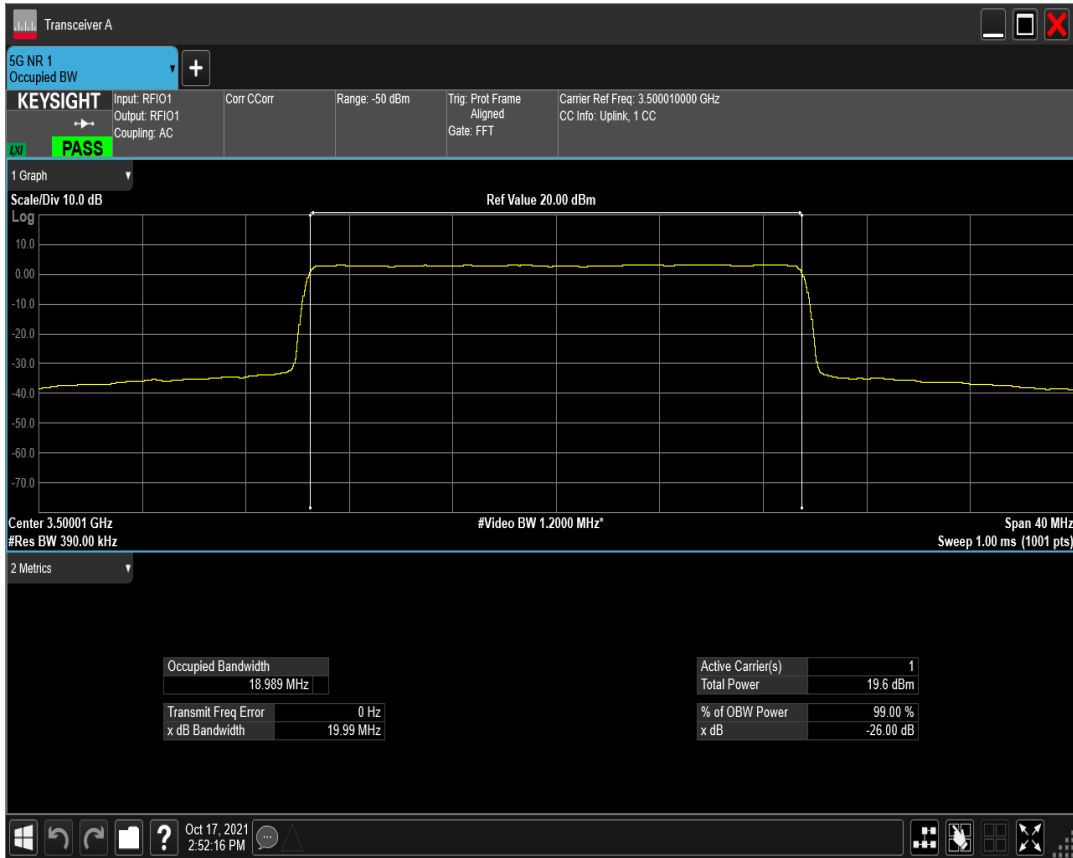 Transceiver A
5G NR 1
Occupied BW
KEYSIGHT
LXI
PASS
Input: RFIO1
Output: RFIO1
Coupling: AC
Corr CCorr
Range: -50 dBm
Trig: Prot Frame
Aligned
Gate: FFT
Carrier Ref Freq: 3.500010000 GHz
CC Info: Uplink, 1 CC
1 Graph
Scale/Div 10.0 dB
Ref Value 20.00 dBm
Log
10.0
0.00
-10.0
-20.0
-30.0
-40.0
-50.0
-60.0
-70.0
Center 3.50001 GHz
#Video BW 1.2000 MHz*
Span 40 MHz
#Res BW 390.00 kHz
Sweep 1.00 ms (1001 pts)
2 Metrics
Occupied Bandwidth
18.989 MHz
Transmit Freq Error 0 Hz
x dB Bandwidth 19.99 MHz
Active Carrier(s) 1
Total Power 19.6 dBm
% of OBW Power 99.00 %
x dB -26.00 dB
?
Oct 17, 2021
2:52:16 PM